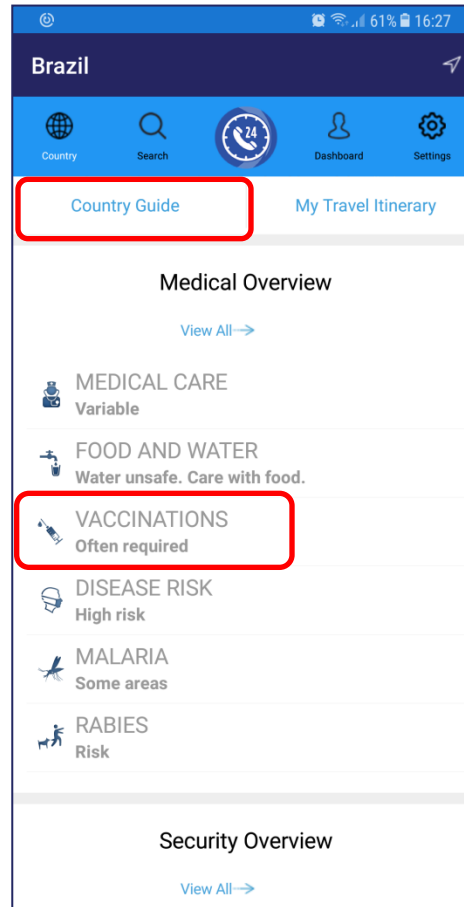 61% 16:27
Brazil
24
Country Search Dashboard Settings
Country Guide My Travel Itinerary
Medical Overview
View All
MEDICAL CARE
Variable
FOOD AND WATER
Water unsafe. Care with food.
VACCINATIONS
Often required
DISEASE RISK
High risk
MALARIA
Some areas
RABIES
Risk
Security Overview
View All